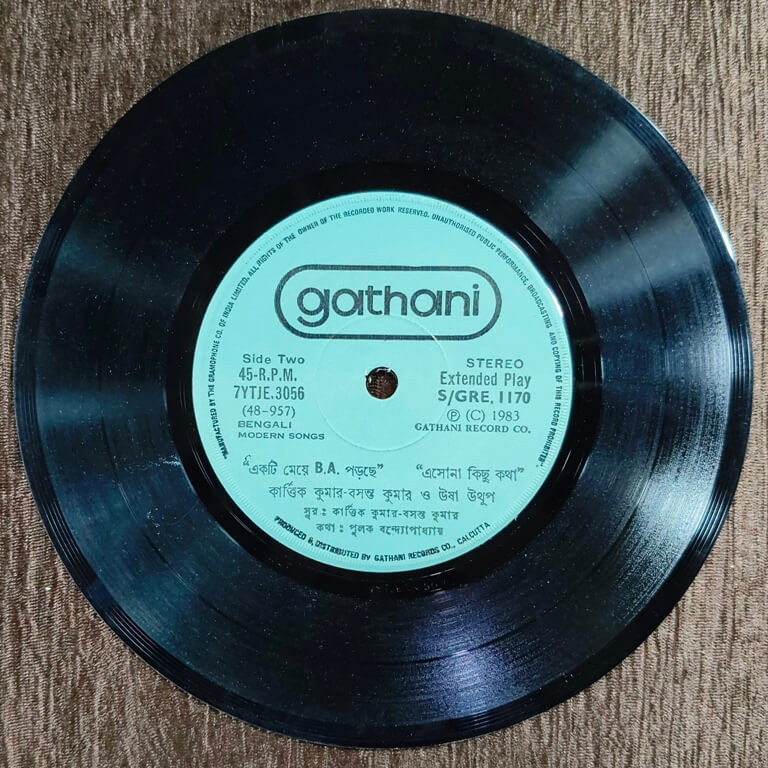 MANUFACTURED BY THE GRAMOPHONE CO. OF INDIA LIMITED. ALL RIGHTS OF THE OWNER OF THE RECORDED WORK RESERVED. UNAUTHORISED PUBLIC PERFORMANCE, BROADCASTING AND COPYING OF THIS RECORD PROHIBITED
gathani
Side Two
45-R.P.M.
7YTJE.3056
(48-957)
BENGALI
MODERN SONGS
STEREO
Extended Play
S/GRE, 1170
Ⓟ (C) 1983
GATHANI RECORD CO.
“একটি মেয়ে B.A. পড়ছে” “এসোনা কিছু কথা”
কার্ত্তিক কুমার-বসন্ত কুমার ও উষা উথুপ
সুর : কার্ত্তিক কুমার-বসন্ত কুমার
কথা : পুলক বন্দ্যোপাধ্যায়
PRODUCED & DISTRIBUTED BY GATHANI RECORDS CO., CALCUTTA